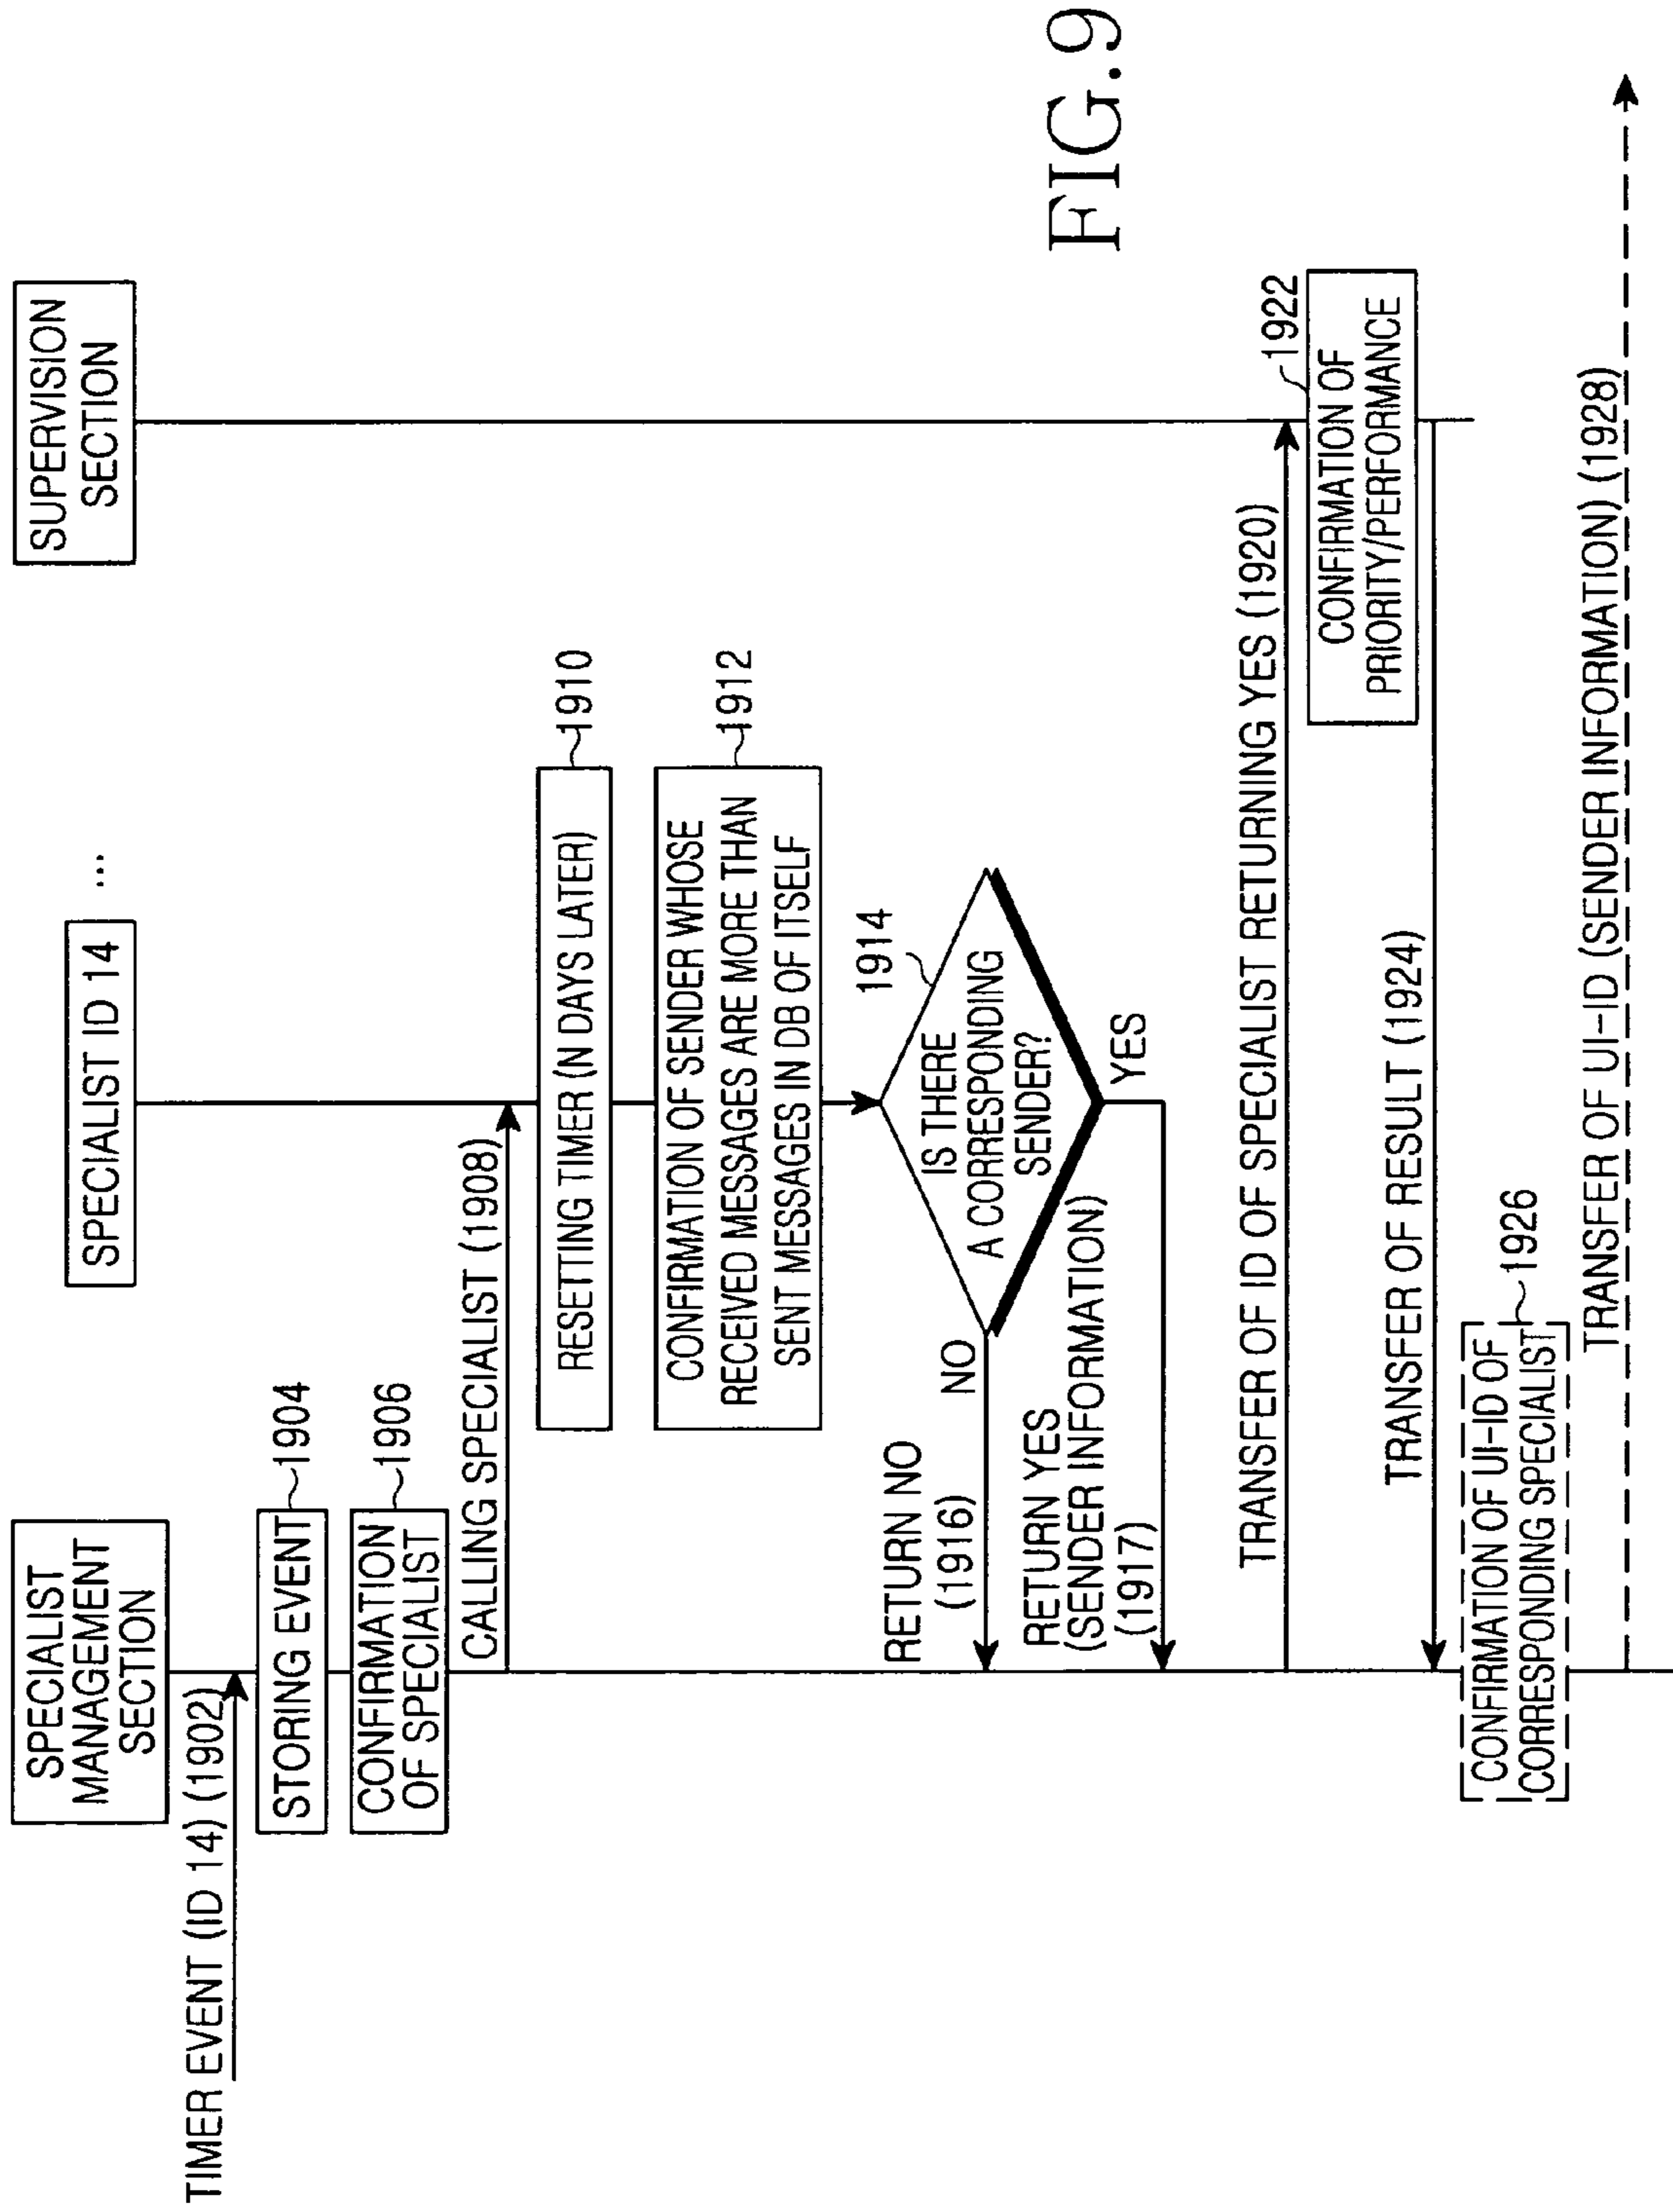 SPECIALIST
MANAGEMENT
SECTION
SPECIALIST ID 14
...
SUPERVISION
SECTION
TIMER EVENT (ID 14) (1902)
STORING EVENT
1904
CONFIRMATION
OF SPECIALIST
1906
CALLING SPECIALIST (1908)
RESETTING TIMER (N DAYS LATER)
1910
CONFIRMATION OF SENDER WHOSE
RECEIVED MESSAGES ARE MORE THAN
SENT MESSAGES IN DB OF ITSELF
1912
1914
IS THERE
A CORRESPONDING
SENDER?
NO
YES
RETURN NO
(1916)
RETURN YES
(SENDER INFORMATION)
(1917)
TRANSFER OF ID OF SPECIALIST RETURNING YES (1920)
1922
CONFIRMATION OF
PRIORITY/PERFORMANCE
TRANSFER OF RESULT (1924)
CONFIRMATION OF UI-ID OF
CORRESPONDING SPECIALIST
1926
TRANSFER OF UI-ID (SENDER INFORMATION) (1928)
FIG.9